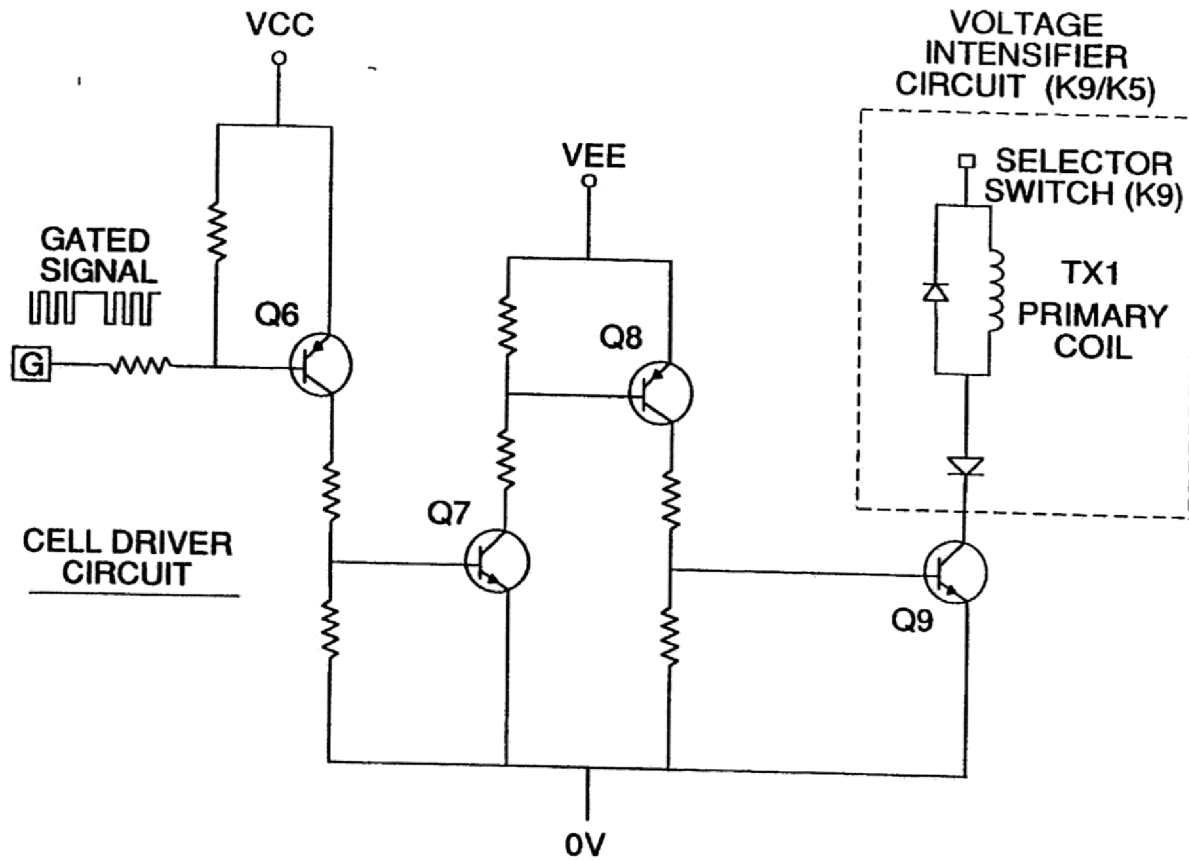 VCC
VOLTAGE
INTENSIFIER
CIRCUIT (K9/K5)
VEE
SELECTOR
SWITCH (K9)
GATED
SIGNAL
Q6
TX1
PRIMARY
COIL
Q8
G
Q7
CELL DRIVER
CIRCUIT
Q9
0V